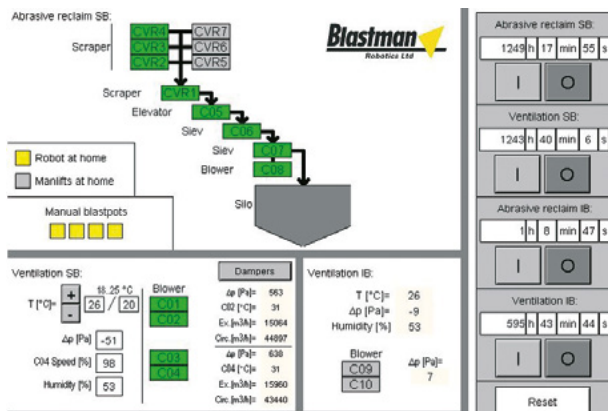 Abrasive reclaim SB:
CVR4 CVR7
Scraper CVR3 CVR6
CVR2 CVR5
Blastman
Robotics Ltd
Scraper CVR1
Elevator C05
Siev C06
Siev C07
Blower C08
Silo
Robot at home
Manlifts at home
Manual blastpots
Ventilation SB:
18..25 °C
T [°C]= + - 26 / 20
Δp [Pa] -51
C04 Speed [%] 98
Humidity [%] 53
Blower
C01
C02
C03
C04
Dampers
Δp [Pa]= 563
C02 [°C]= 31
Ex.[m3/h]= 15064
Circ.[m3/h]= 44897
Δp [Pa]= 638
C04 [°C]= 31
Ex.[m3/h]= 15960
Circ.[m3/h]= 43440
Ventilation IB:
T [°C]= 26
Δp [Pa]= -9
Humidity [%] 53
Blower
C09
C10
Δp [Pa]=
7
Abrasive reclaim SB:
1249 h 17 min 55 s
I O
Ventilation SB:
1243 h 40 min 6 s
I O
Abrasive reclaim IB:
1 h 8 min 47 s
I O
Ventilation IB:
595 h 43 min 44 s
I O
Reset